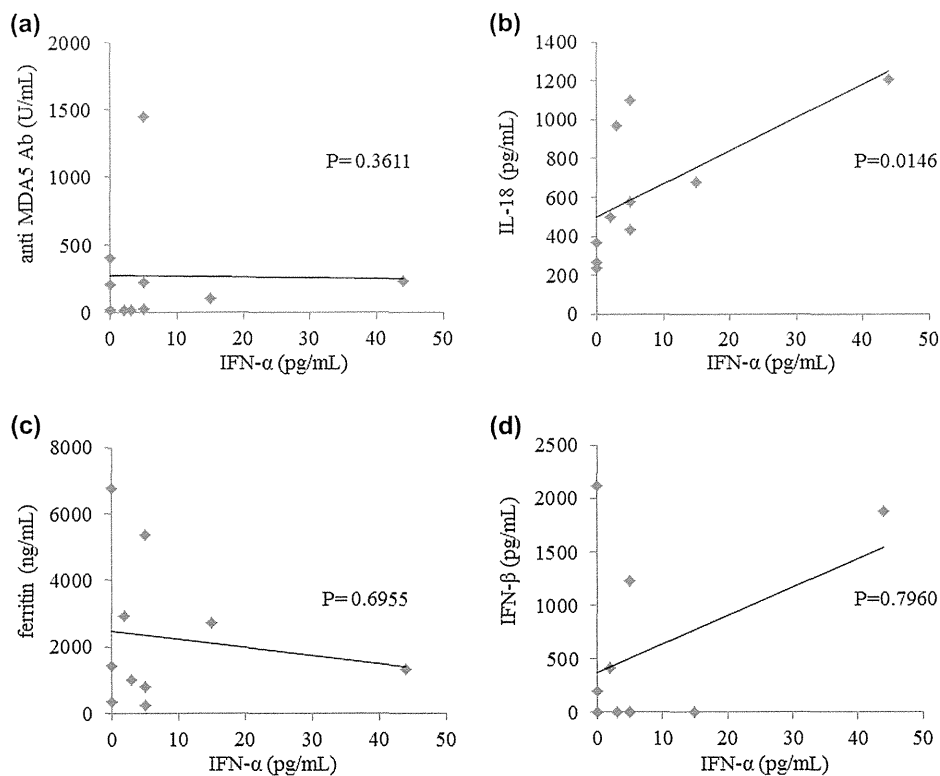 (a)
anti MDA5 Ab (U/mL)
2000
1500
1000
500
0
P=0.3611
0 10 20 30 40 50
IFN-α (pg/mL)
(b)
IL-18 (pg/mL)
1400
1200
1000
800
600
400
200
0
P=0.0146
0 10 20 30 40 50
IFN-α (pg/mL)
(c)
ferritin (ng/mL)
8000
6000
4000
2000
0
P=0.6955
0 10 20 30 40 50
IFN-α (pg/mL)
(d)
IFN-β (pg/mL)
2500
2000
1500
1000
500
0
P=0.7960
0 10 20 30 40 50
IFN-α (pg/mL)